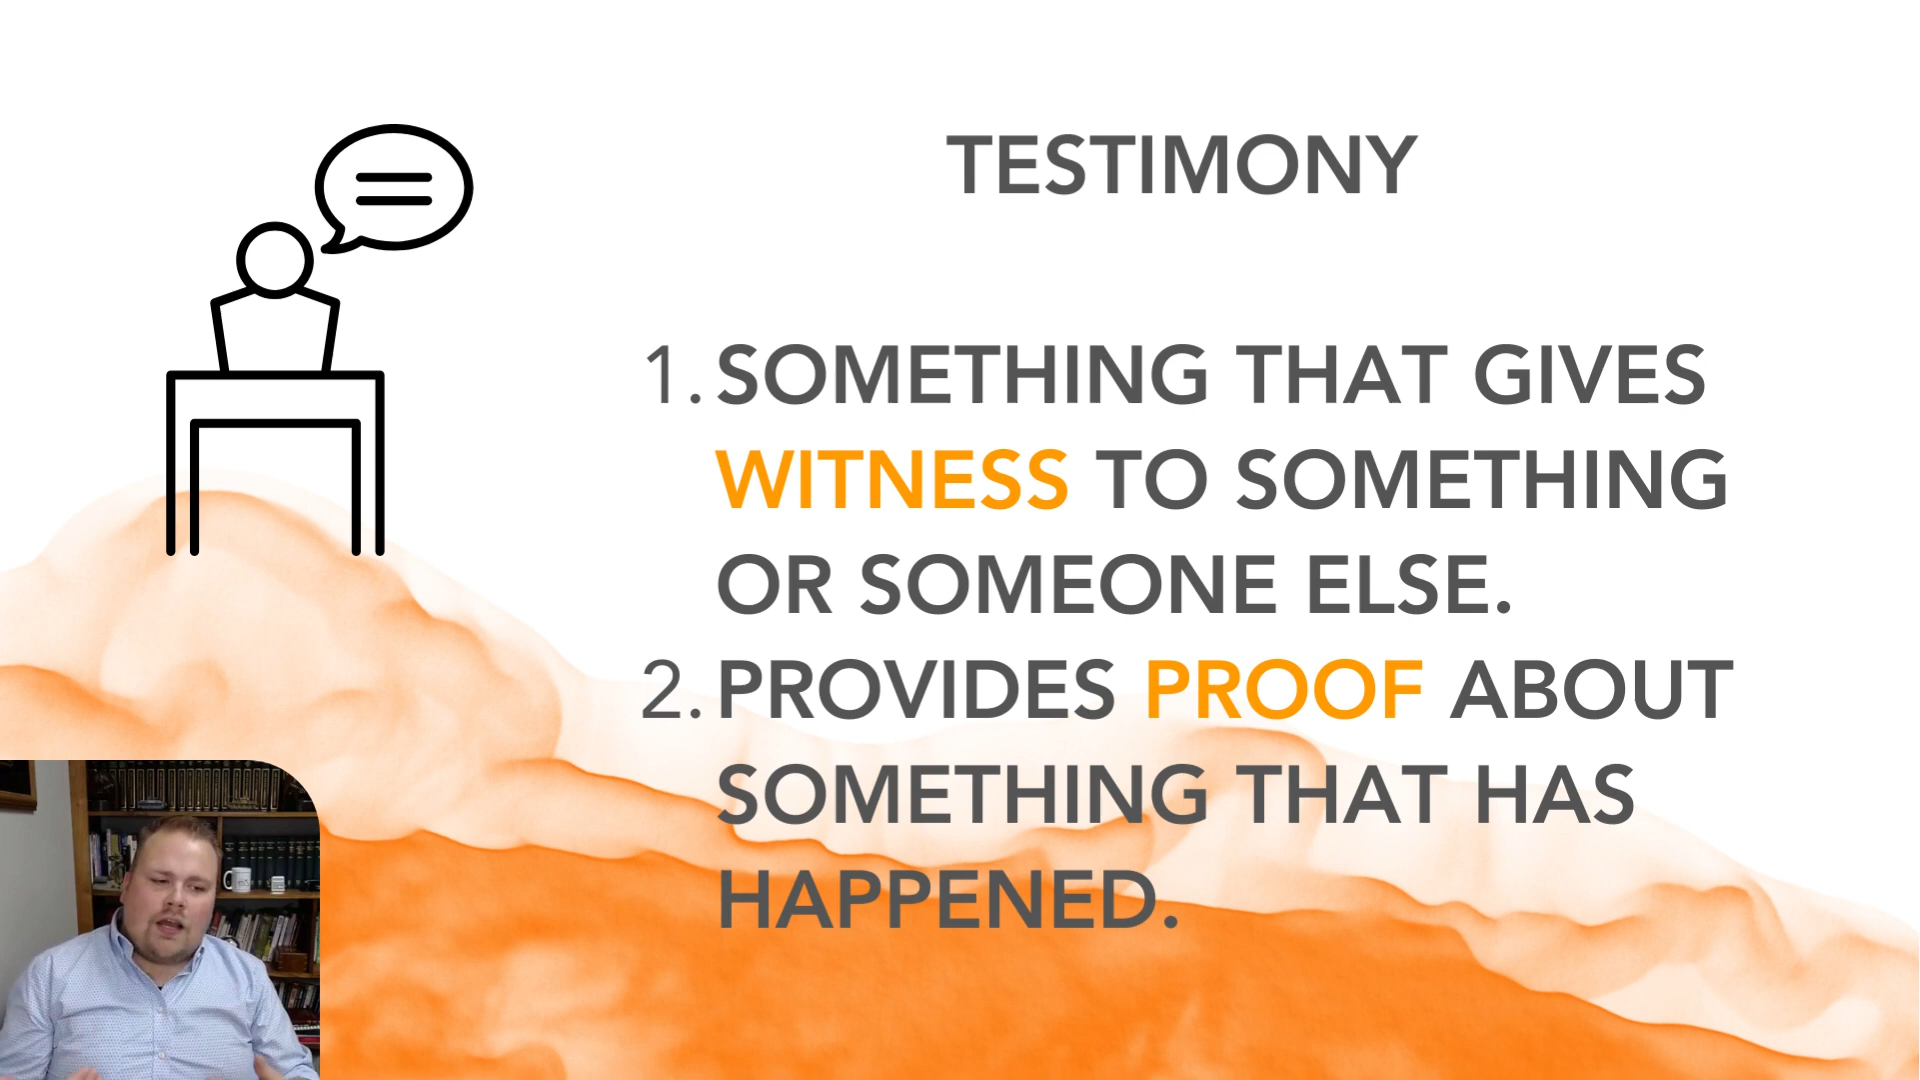 TESTIMONY
1. SOMETHING THAT GIVES
WITNESS TO SOMETHING
OR SOMEONE ELSE.
2. PROVIDES PROOF ABOUT
SOMETHING THAT HAS
HAPPENED.